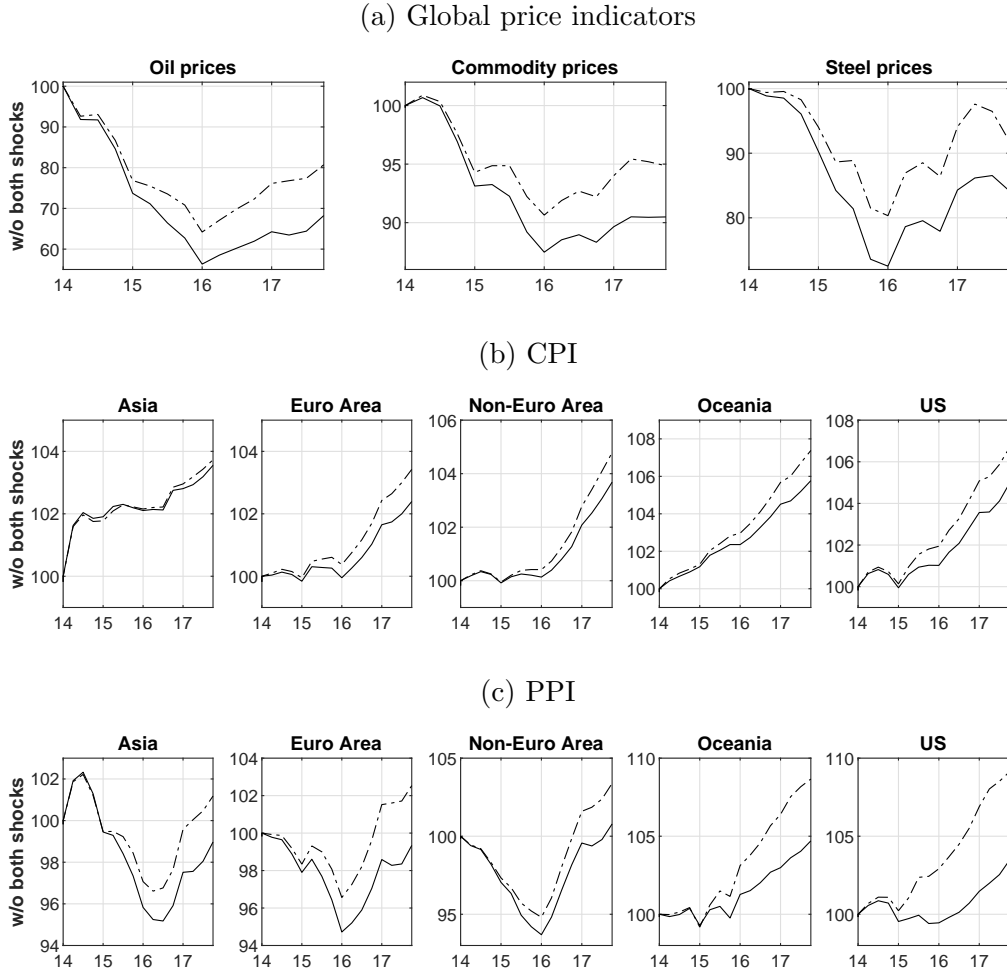 (a) Global price indicators
Oil prices Commodity prices Steel prices
w/o both shocks
100
90
80
70
60
14 15 16 17
100
95
90
14 15 16 17
100
90
80
14 15 16 17
(b) CPI
Asia Euro Area Non-Euro Area Oceania US
w/o both shocks
104
102
100
14 15 16 17
104
102
100
14 15 16 17
106
104
102
100
14 15 16 17
108
106
104
102
100
14 15 16 17
108
106
104
102
100
14 15 16 17
(c) PPI
Asia Euro Area Non-Euro Area Oceania US
w/o both shocks
102
100
98
96
94
14 15 16 17
106
104
102
100
98
96
94
14 15 16 17
105
100
95
14 15 16 17
110
105
100
14 15 16 17
110
105
100
14 15 16 17